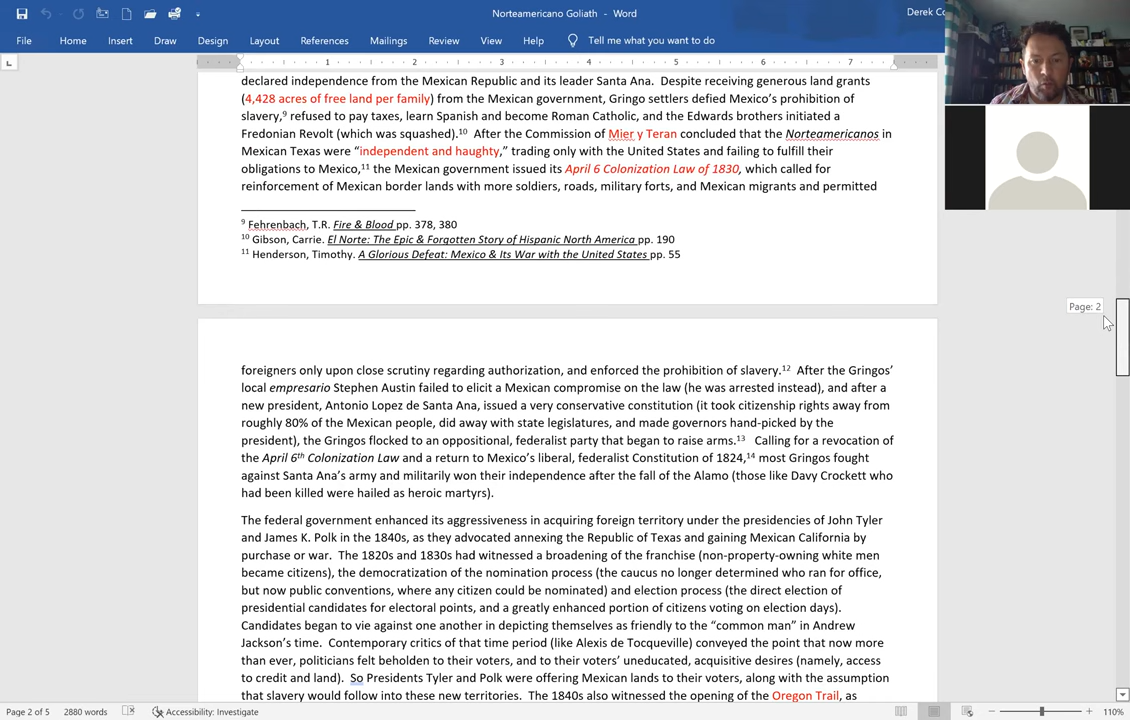 Norteamericano Goliath - Word
Derek Co
File Home Insert Draw Design Layout References Mailings Review View Help Tell me what you want to do
1 2 3 4 5 6 7
declared independence from the Mexican Republic and its leader Santa Ana. Despite receiving generous land grants
(4,428 acres of free land per family) from the Mexican government, Gringo settlers defied Mexico's prohibition of
slavery,9 refused to pay taxes, learn Spanish and become Roman Catholic, and the Edwards brothers initiated a
Fredonian Revolt (which was squashed).10 After the Commission of Mier y Teran concluded that the Norteamericanos in
Mexican Texas were "independent and haughty," trading only with the United States and failing to fulfill their
obligations to Mexico,11 the Mexican government issued its April 6 Colonization Law of 1830, which called for
reinforcement of Mexican border lands with more soldiers, roads, military forts, and Mexican migrants and permitted
9 Fehrenbach, T.R. Fire & Blood pp. 378, 380
10 Gibson, Carrie. El Norte: The Epic & Forgotten Story of Hispanic North America pp. 190
11 Henderson, Timothy. A Glorious Defeat: Mexico & Its War with the United States pp. 55
Page: 2
foreigners only upon close scrutiny regarding authorization, and enforced the prohibition of slavery.12 After the Gringos'
local empresario Stephen Austin failed to elicit a Mexican compromise on the law (he was arrested instead), and after a
new president, Antonio Lopez de Santa Ana, issued a very conservative constitution (it took citizenship rights away from
roughly 80% of the Mexican people, did away with state legislatures, and made governors hand-picked by the
president), the Gringos flocked to an oppositional, federalist party that began to raise arms.13 Calling for a revocation of
the April 6th Colonization Law and a return to Mexico's liberal, federalist Constitution of 1824,14 most Gringos fought
against Santa Ana's army and militarily won their independence after the fall of the Alamo (those like Davy Crockett who
had been killed were hailed as heroic martyrs).
The federal government enhanced its aggressiveness in acquiring foreign territory under the presidencies of John Tyler
and James K. Polk in the 1840s, as they advocated annexing the Republic of Texas and gaining Mexican California by
purchase or war. The 1820s and 1830s had witnessed a broadening of the franchise (non-property-owning white men
became citizens), the democratization of the nomination process (the caucus no longer determined who ran for office,
but now public conventions, where any citizen could be nominated) and election process (the direct election of
presidential candidates for electoral points, and a greatly enhanced portion of citizens voting on election days).
Candidates began to vie against one another in depicting themselves as friendly to the "common man" in Andrew
Jackson's time. Contemporary critics of that time period (like Alexis de Tocqueville) conveyed the point that now more
than ever, politicians felt beholden to their voters, and to their voters' uneducated, acquisitive desires (namely, access
to credit and land). So Presidents Tyler and Polk were offering Mexican lands to their voters, along with the assumption
that slavery would follow into these new territories. The 1840s also witnessed the opening of the Oregon Trail, as
Page 2 of 5 2880 words Accessibility: Investigate 110%